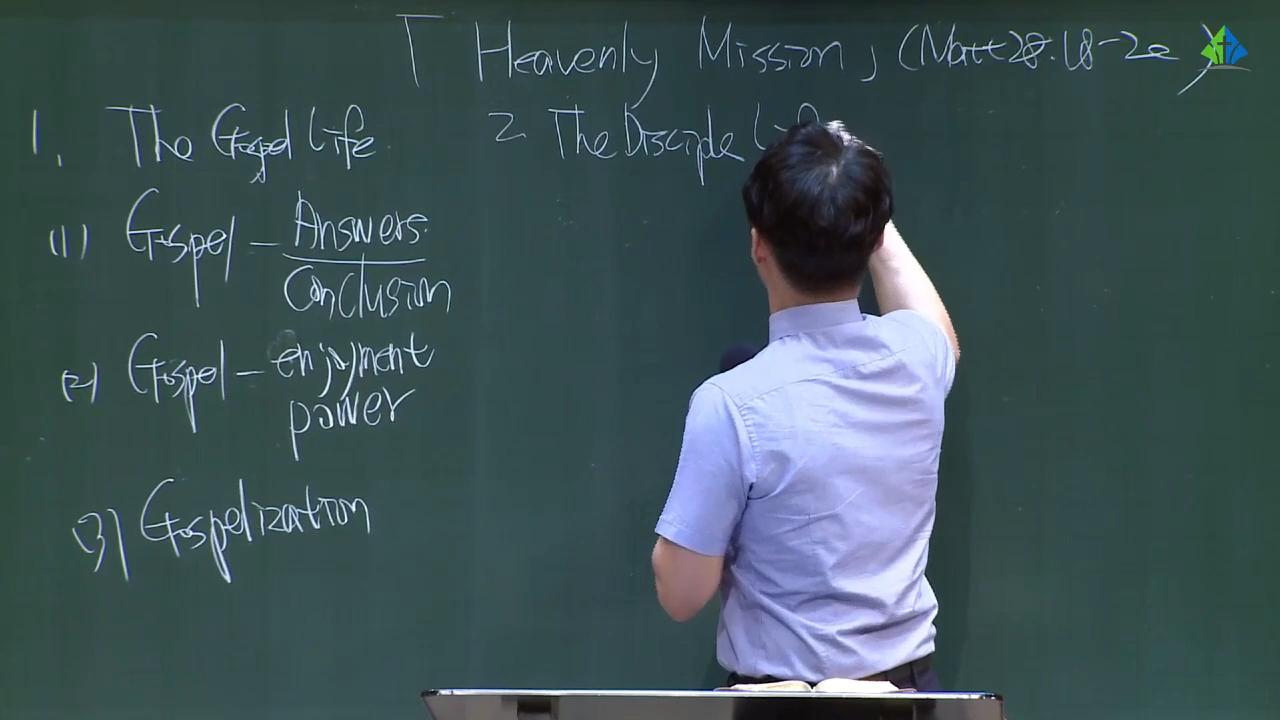 「 Heavenly Mission 」 (Matt 28:18-20)
1. The Gospel Life
(1) Gospel - Answers
Conclusion
(2) Gospel - enjoyment
power
(3) Gospelization
2 The Disciple Life